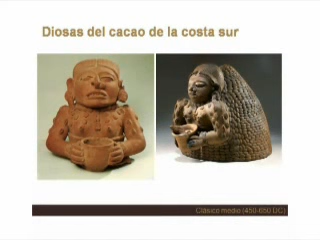 Diosas del cacao de la costa sur
Clásico medio (450-650 DC)